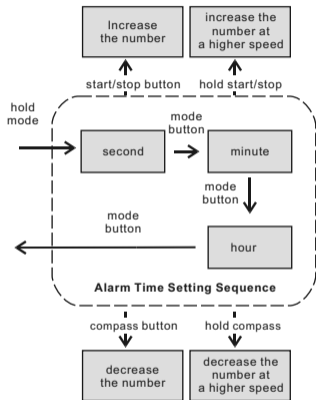 Increase
the number
increase the
number at
a higher speed
start/stop button
hold start/stop
hold
mode
second
mode
button
minute
mode
button
mode
button
hour
Alarm Time Setting Sequence
compass button
hold compass
decrease
the number
decrease the
number at
a higher speed